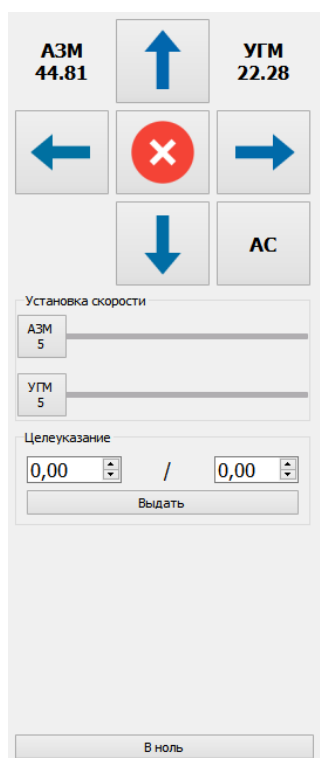 АЗМ
44.81
УГМ
22.28
АС
Установка скорости
АЗМ
5
УГМ
5
Целеуказание
0,00 / 0,00
Выдать
В ноль